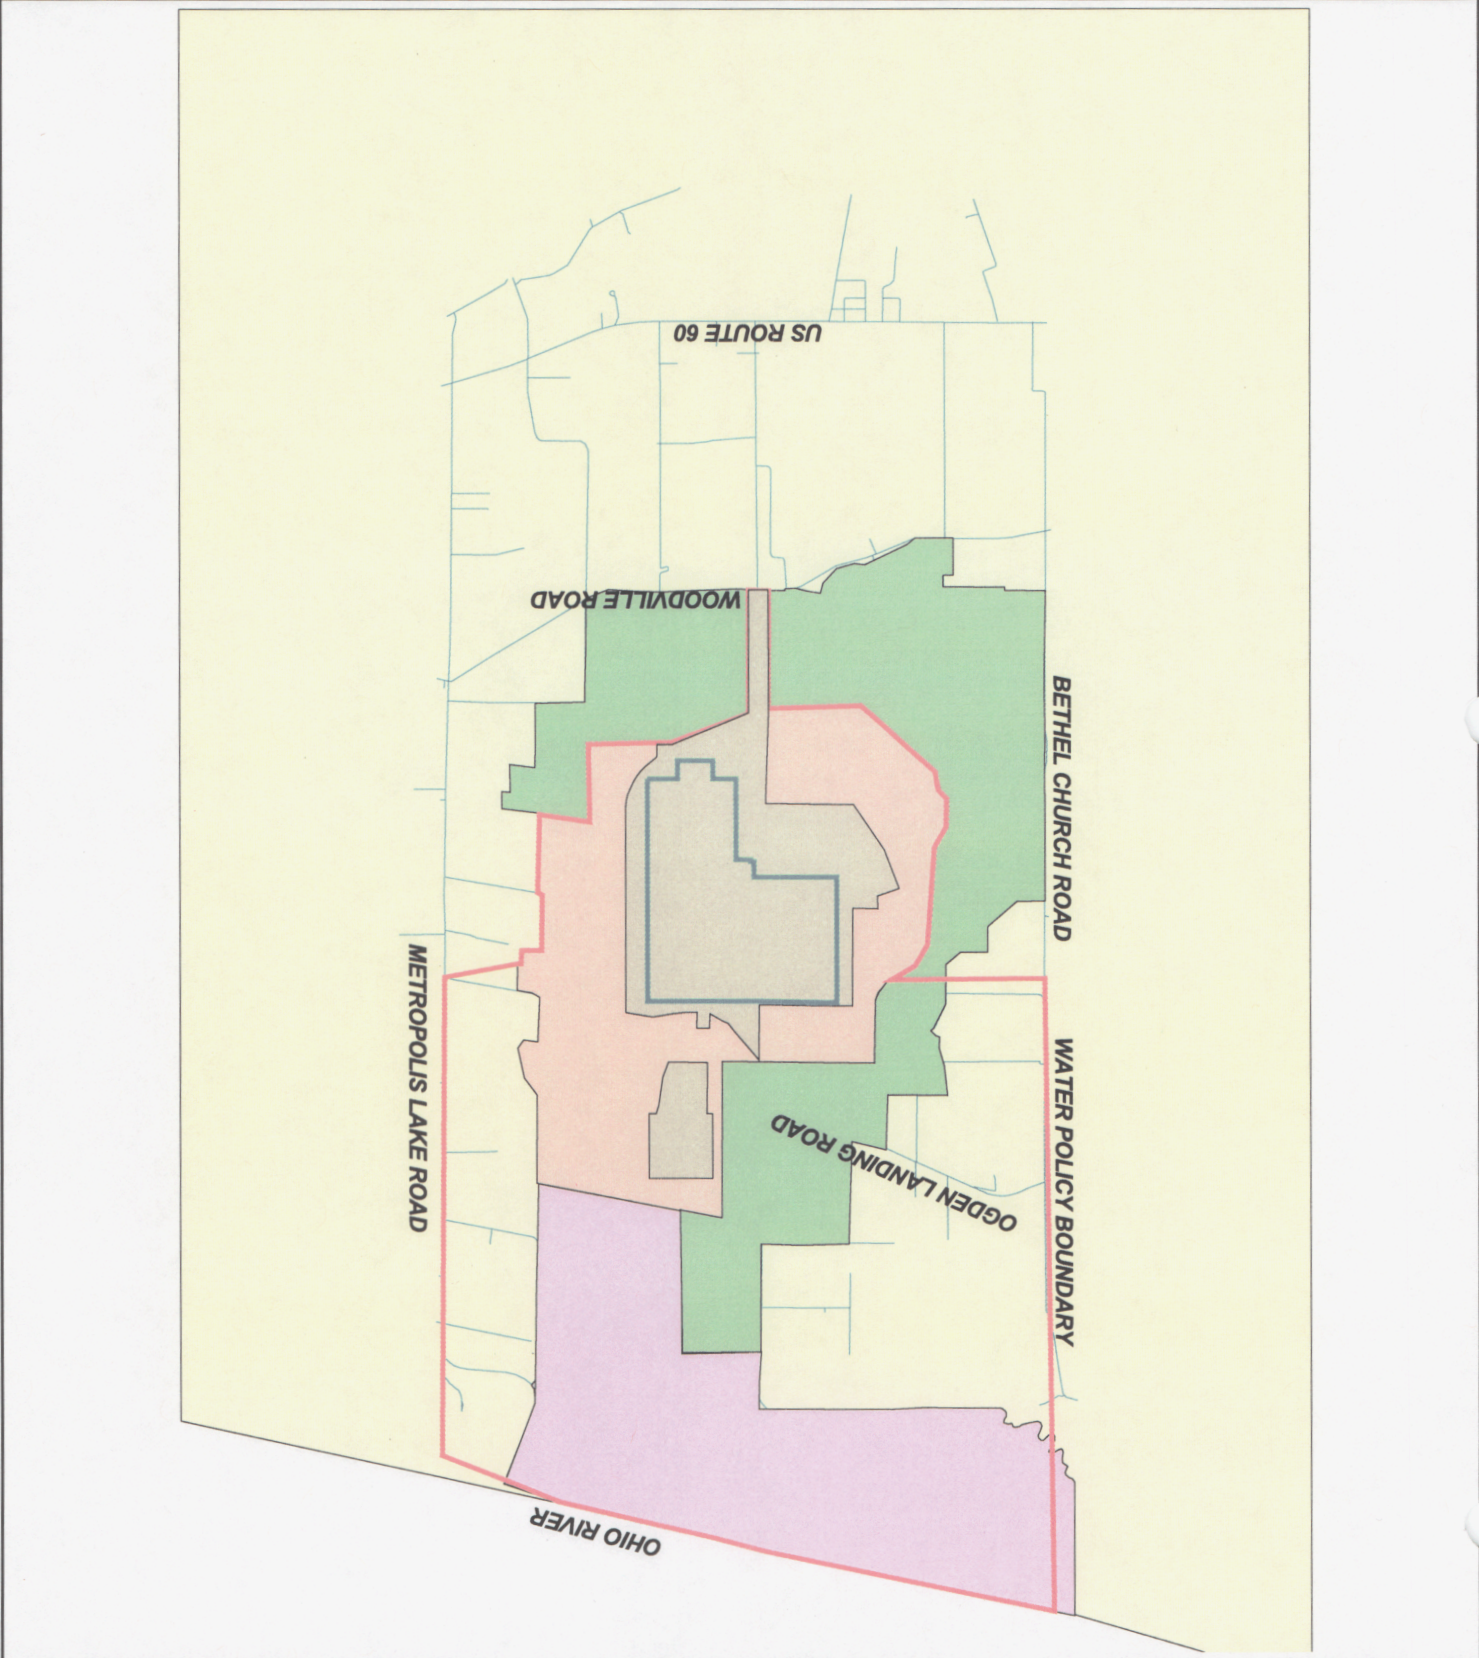 US ROUTE 60
WOODVILLE ROAD
BETHEL CHURCH ROAD
METROPOLIS LAKE ROAD
WATER POLICY BOUNDARY
OGDEN LANDING ROAD
OHIO RIVER